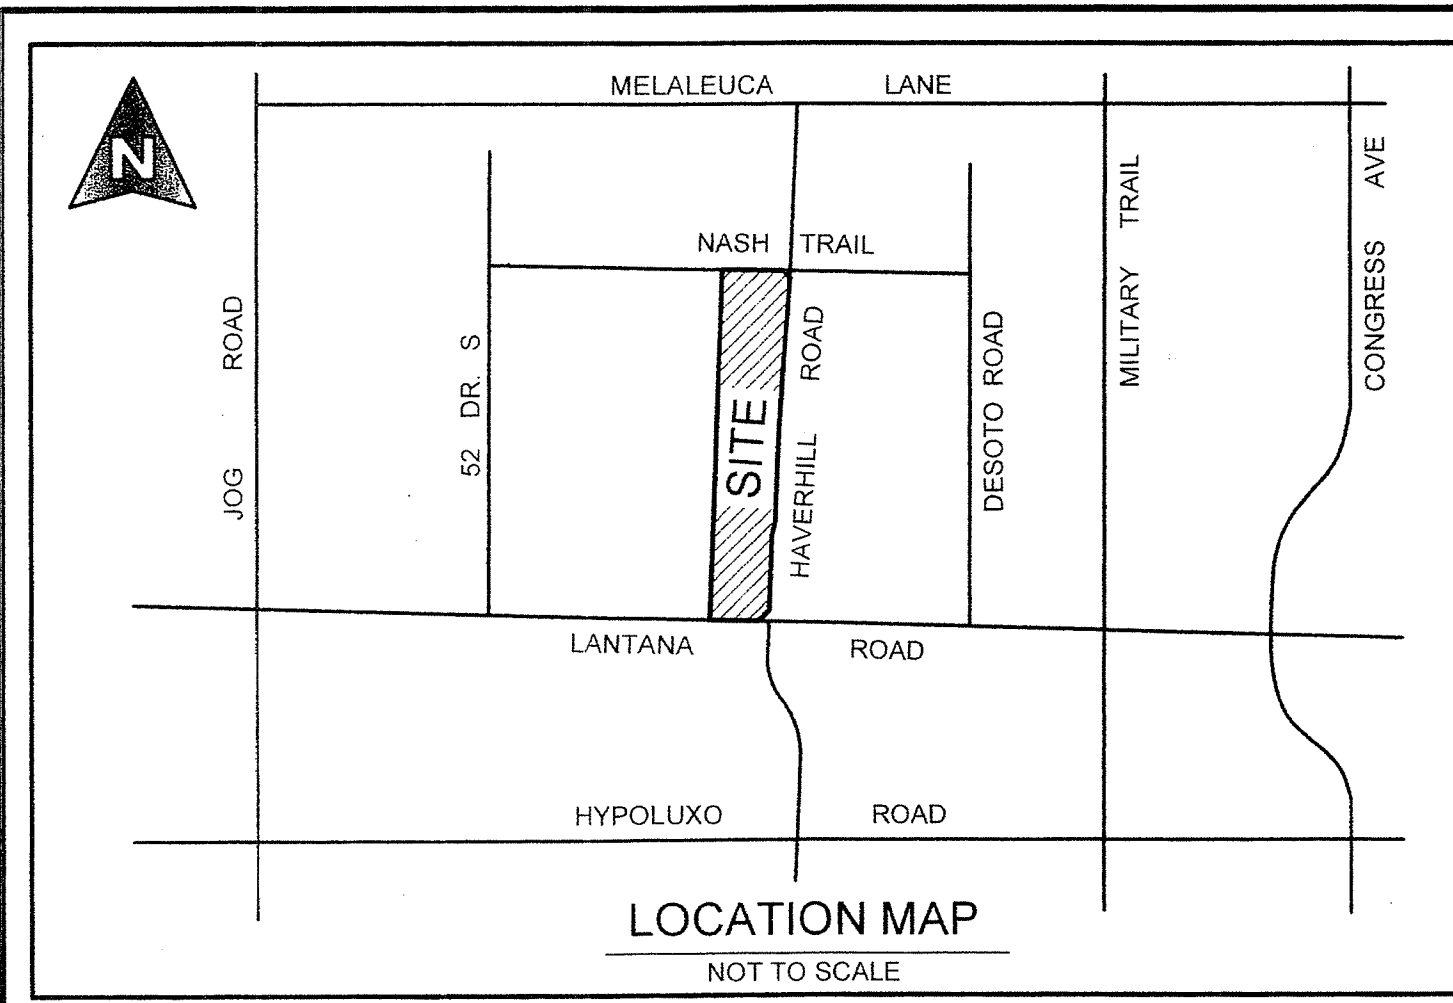 MELALEUCA LANE
N
NASH TRAIL
JOG ROAD
52 DR. S
SITE
HAVERHILL ROAD
DESOTO ROAD
MILITARY TRAIL
CONGRESS AVE
LANTANA ROAD
HYPOLUXO ROAD
LOCATION MAP
NOT TO SCALE